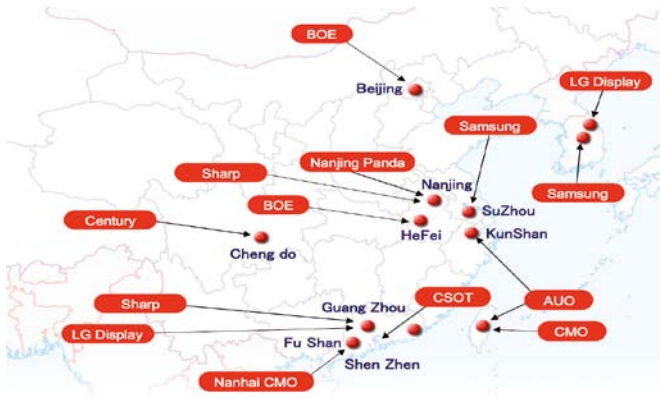 BOE
Beijing
LG Display
Samsung
Sharp
Nanjing Panda
Nanjing
Samsung
BOE
SuZhou
Century
HeFei
KunShan
Cheng do
Sharp
Guang Zhou
CSOT
AUO
LG Display
CMO
Fu Shan
Shen Zhen
Nanhai CMO